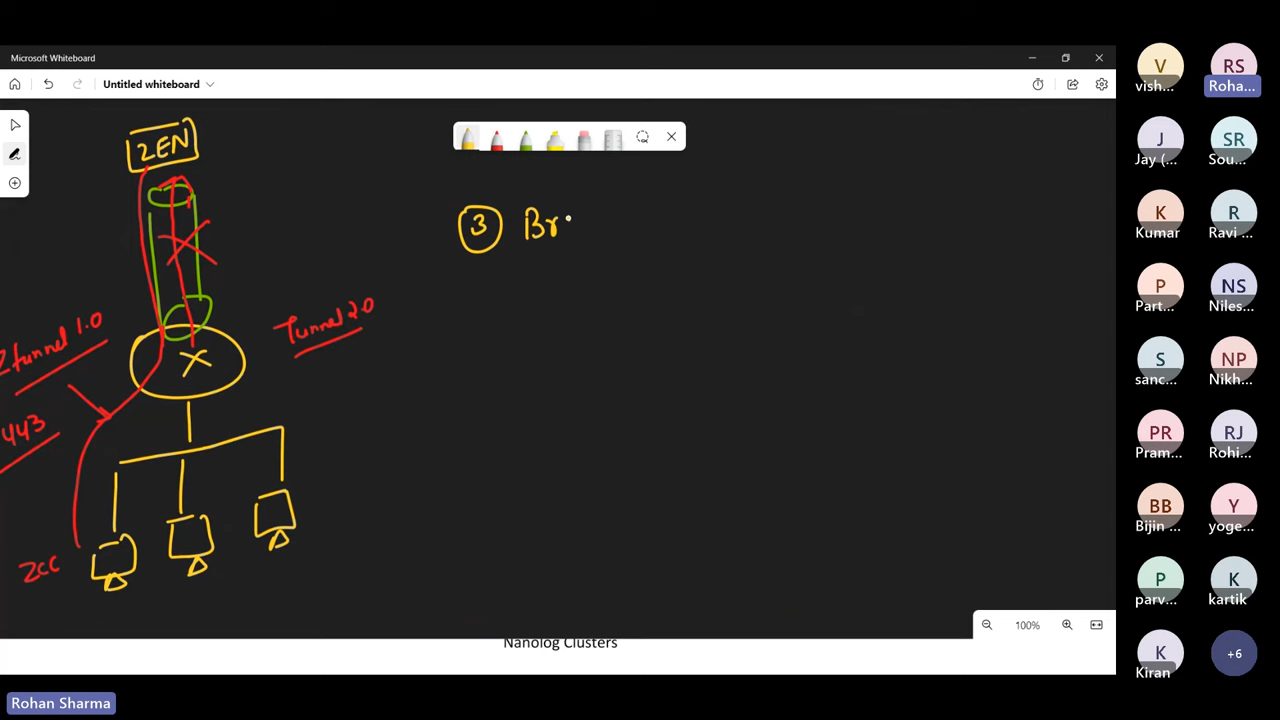 Microsoft Whiteboard
Untitled whiteboard
ZEN
③ Br
Tunnel 2.0
Ztunnel 1.0
443
ZCC
X
100%
Nanolog Clusters
Rohan Sharma
V
vish...
RS
Roha...
J
Jay (...
SR
Sou...
K
Kumar
R
Ravi ...
P
Part...
NS
Niles...
S
sanc...
NP
Nikh...
PR
Pram...
RJ
Rohi...
BB
Bijin ...
Y
yoge...
P
parv...
K
kartik
K
Kiran
+6